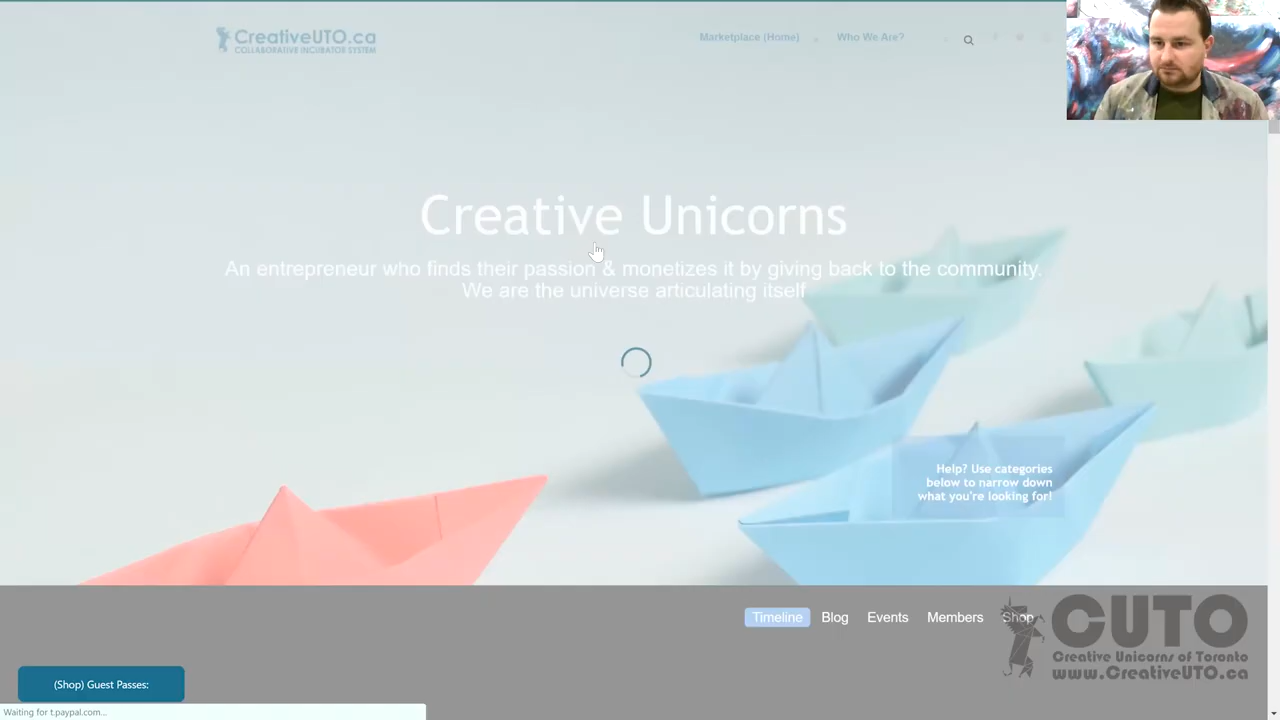 CreativeUTO.ca
COLLABORATIVE INCUBATOR SYSTEM
Marketplace (Home)
Who We Are?
Creative Unicorns
An entrepreneur who finds their passion & monetizes it by giving back to the community.
We are the universe articulating itself
Help? Use categories
below to narrow down
what you're looking for!
Timeline
Blog
Events
Members
Shop
CUTO
Creative Unicorns of Toronto
www.CreativeUTO.ca
(Shop) Guest Passes:
Waiting for t.paypal.com...